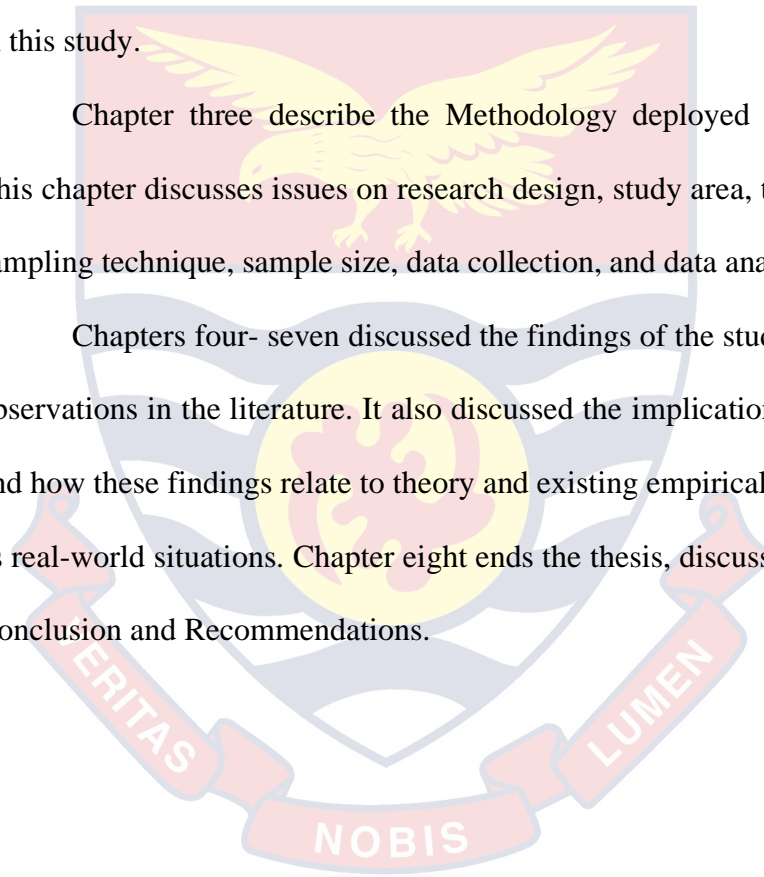 this study.
Chapter three describe the Methodology deployed
his chapter discusses issues on research design, study area,
ampling technique, sample size, data collection, and data ana
Chapters four- seven discussed the findings of the stud
bservations in the literature. It also discussed the implication
nd how these findings relate to theory and existing empirical
s real-world situations. Chapter eight ends the thesis, discuss
onclusion and Recommendations.
VERITAS
NOBIS
LUMEN